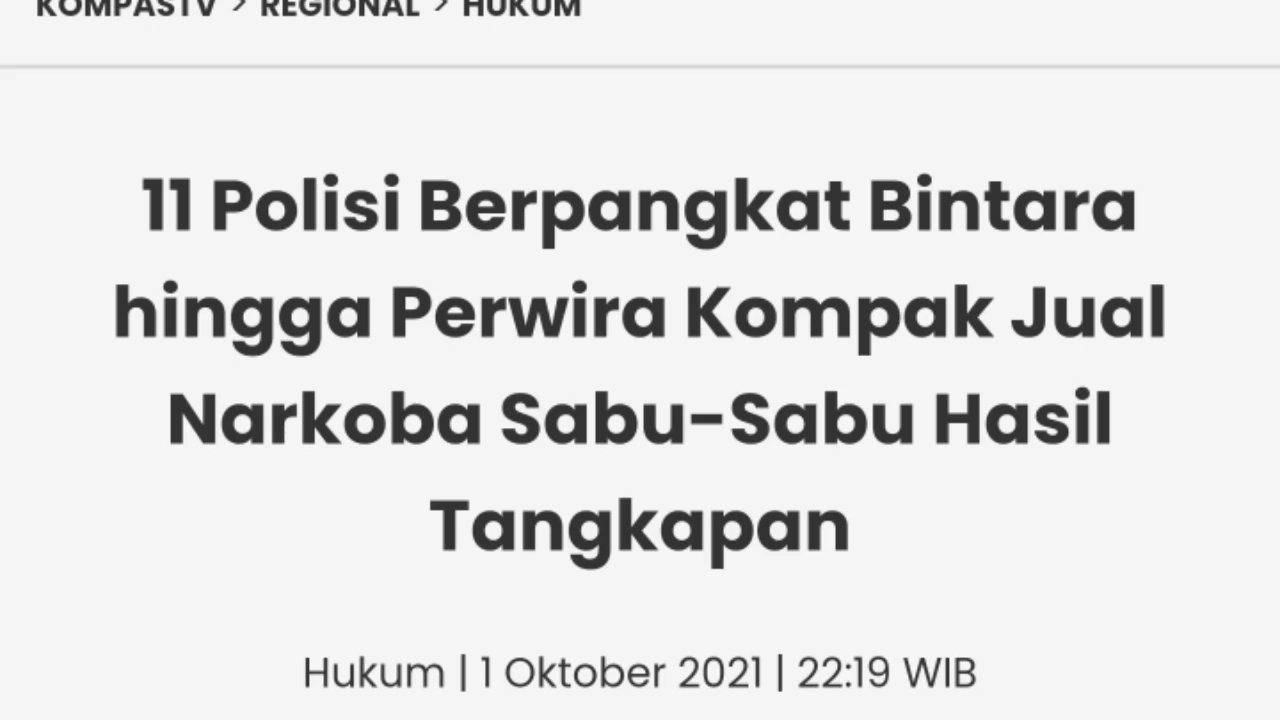 KOMPASTV > REGIONAL > HUKUM
11 Polisi Berpangkat Bintara
hingga Perwira Kompak Jual
Narkoba Sabu-Sabu Hasil
Tangkapan
Hukum | 1 Oktober 2021 | 22:19 WIB